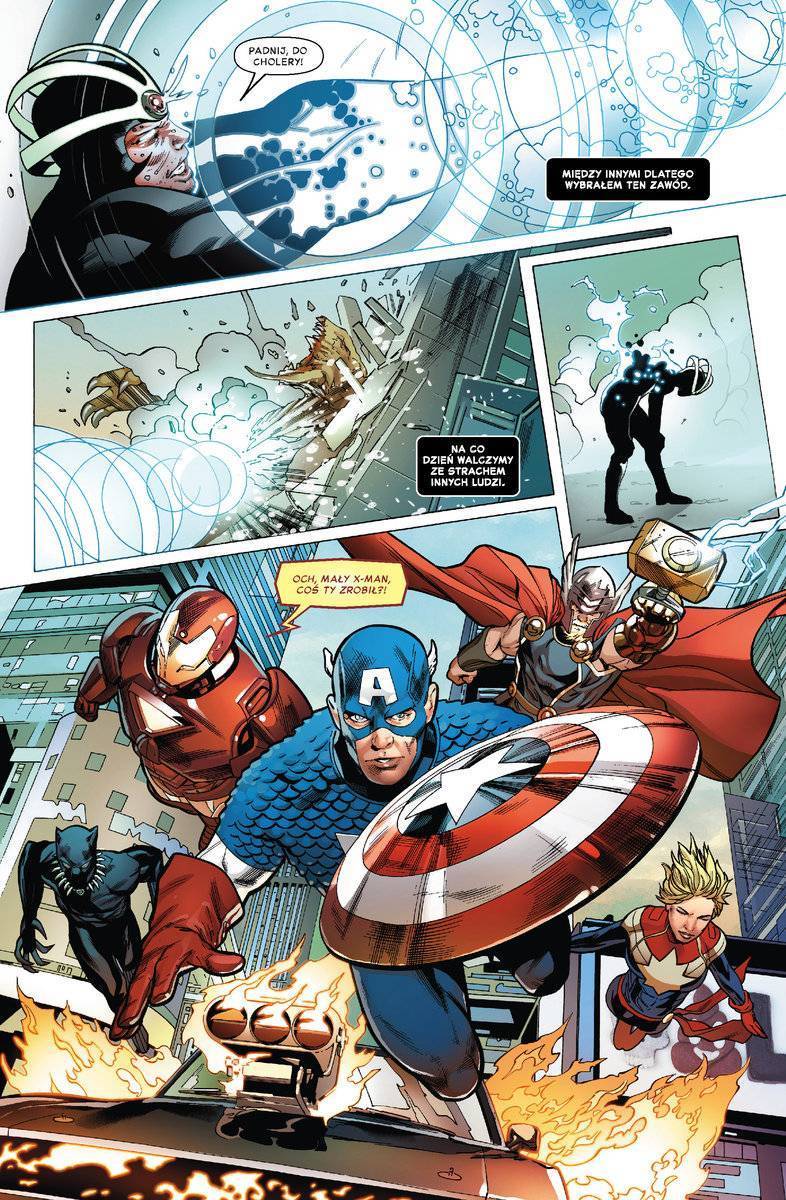 PADNIJ, DO
CHOLERY!
MIĘDZY INNYMI DLATEGO
WYBRAŁEM TEN ZAWÓD.
NA CO
DZIEŃ WALCZYMY
ZE STRACHEM
INNYCH LUDZI.
OCH, MAŁY X-MAN,
COŚ TY ZROBIŁ?!
A
L